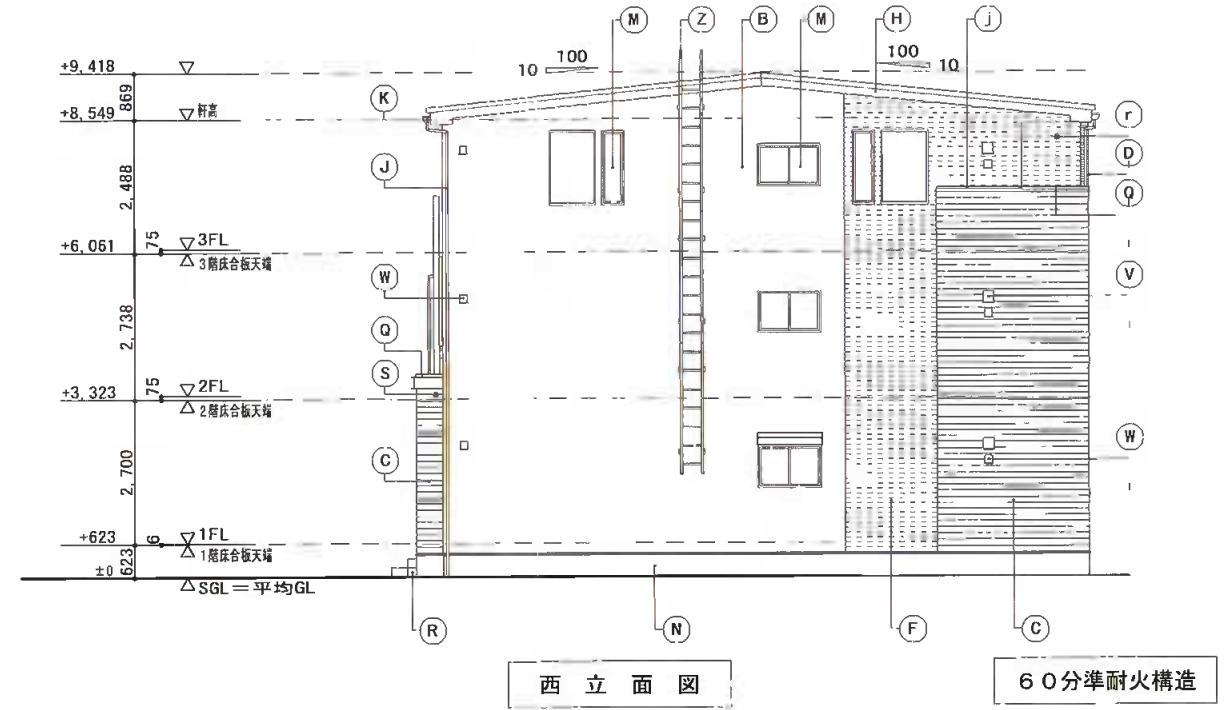 M Z B M H j
100 10
100 10
+9,418
869
K
+8,549 軒高
r
D
J
2,488
Q
+6,061 75 3FL
3階床合板天端
V
W
2,738
Q
S
+3,323 75 2FL
2階床合板天端
W
C
2,700
+623 6 1FL
1階床合板天端
±0 623
SGL=平均GL
R N F C
西立面図
60分準耐火構造